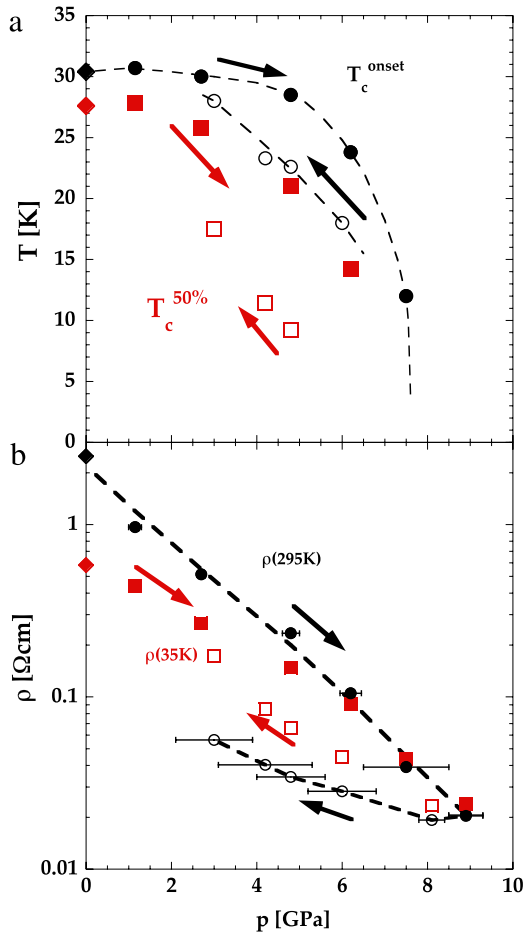 a
35
30
25
20
15
10
5
0
T [K]
T_c^onset
T_c^50%
b
1
0.1
0.01
ρ [Ωcm]
ρ(295K)
ρ(35K)
0 2 4 6 8 10
p [GPa]